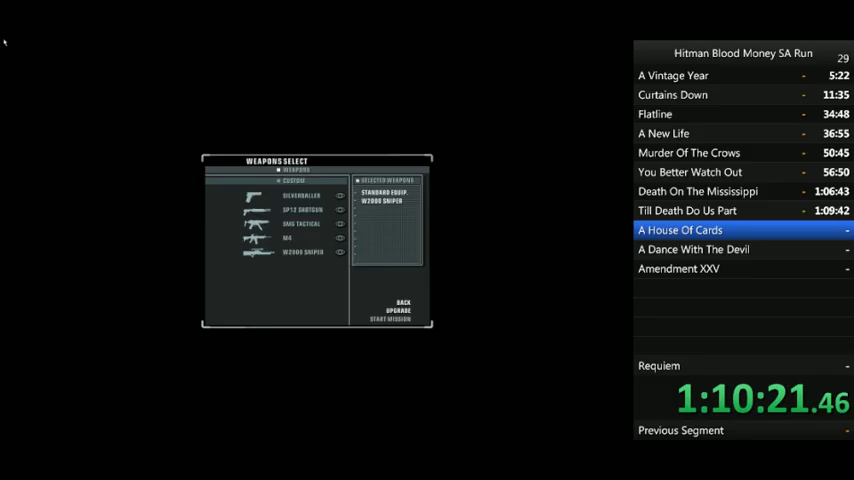 WEAPONS SELECT
WEAPONS
CUSTOM
SILVERBALLER
SP12 SHOTGUN
SMG TACTICAL
M4
W2000 SNIPER
SELECTED WEAPONS
STANDARD EQUIP.
W2000 SNIPER
BACK
UPGRADE
START MISSION
Hitman Blood Money SA Run
29
A Vintage Year - 5:22
Curtains Down - 11:35
Flatline - 34:48
A New Life - 36:55
Murder Of The Crows - 50:45
You Better Watch Out - 56:50
Death On The Mississippi - 1:06:43
Till Death Do Us Part - 1:09:42
A House Of Cards -
A Dance With The Devil -
Amendment XXV -
Requiem -
1:10:21.46
Previous Segment -